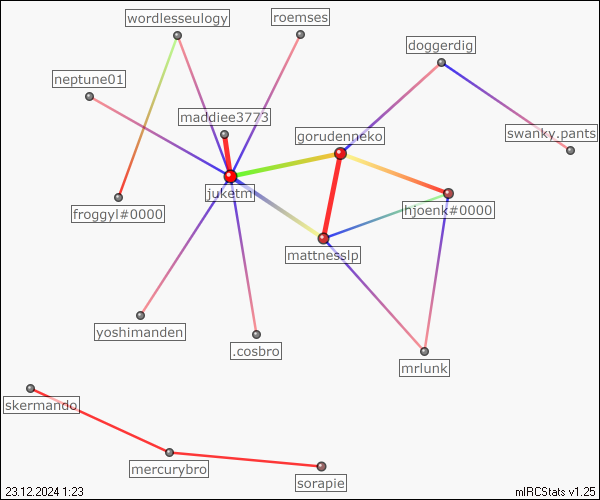 wordlesseulogy
roemses
doggerdig
neptune01
maddiee3773
gorudenneko
swanky.pants
juketm
froggyl#0000
hjoenk#0000
mattnesslp
yoshimanden
.cosbro
mrlunk
skermando
mercurybro
sorapie
23.12.2024 1:23
mIRCStats v1.25